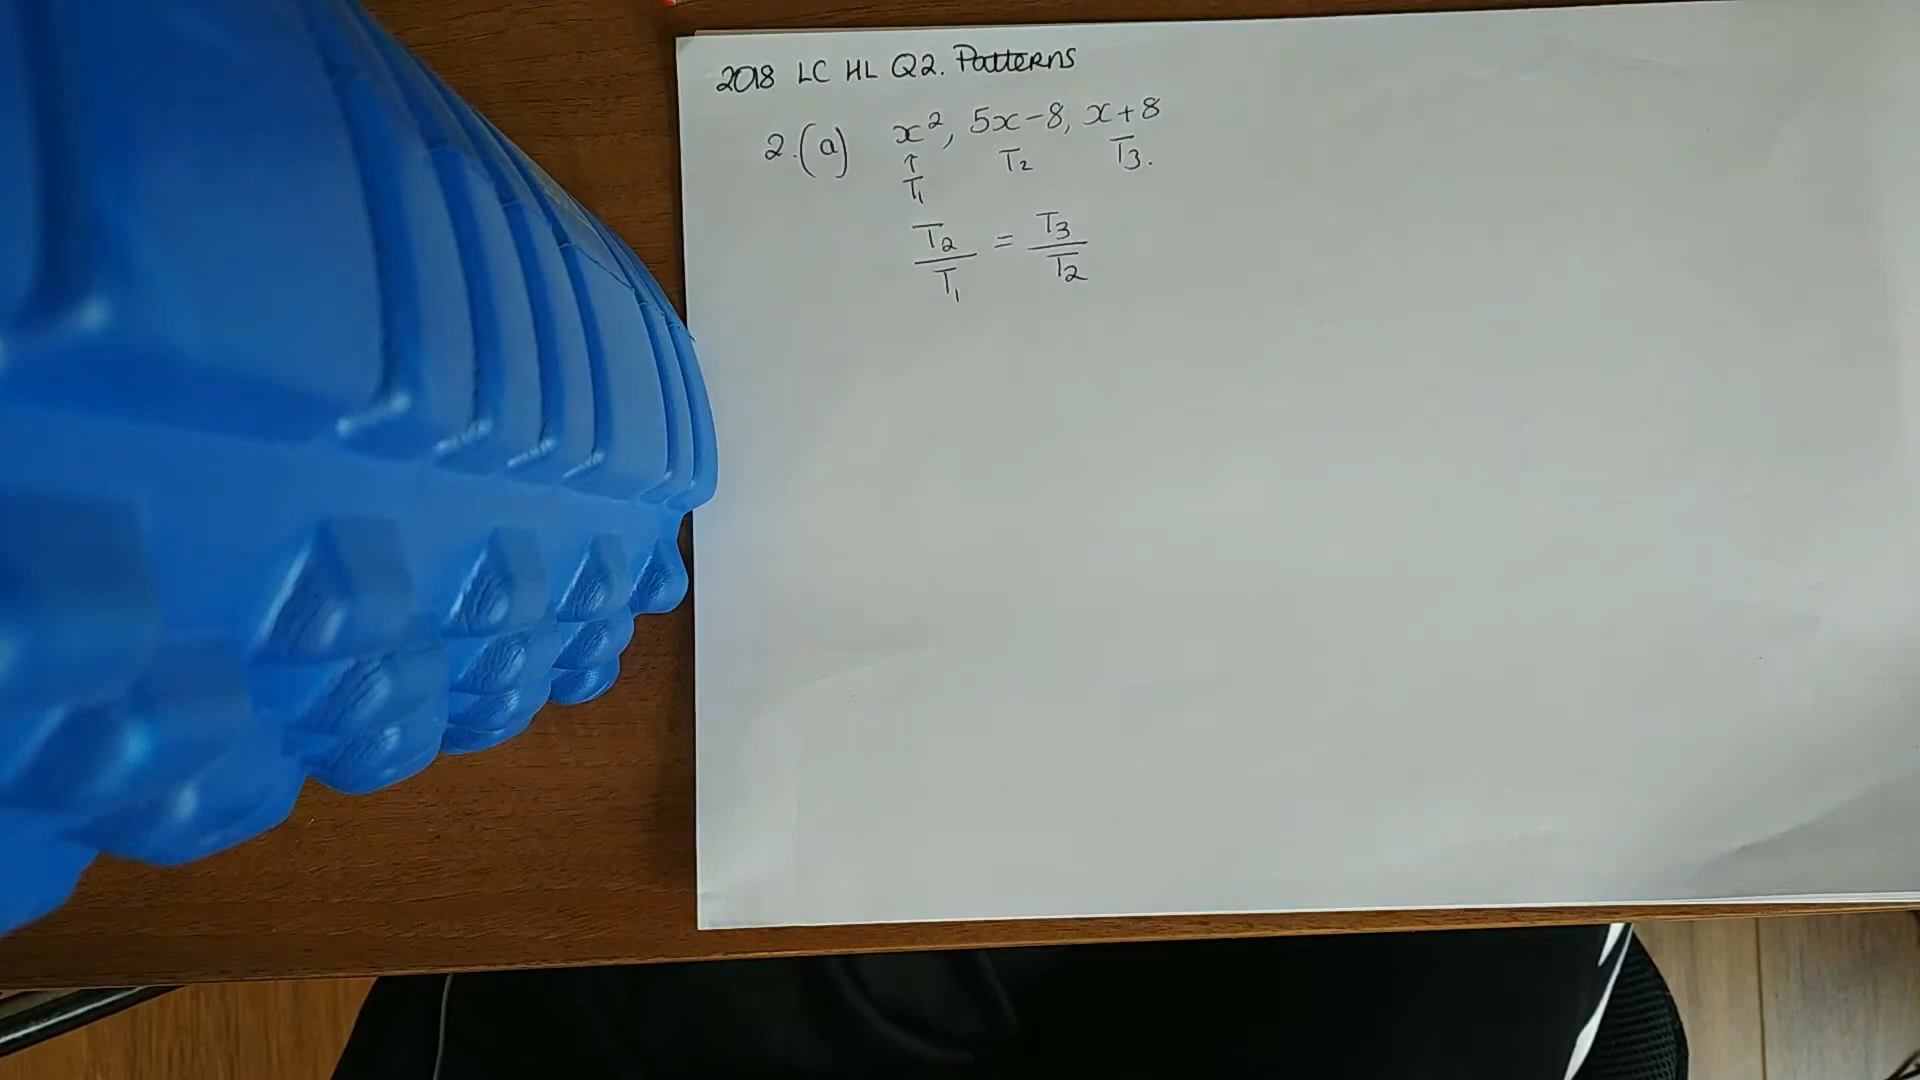 2018 LC HL Q2. Patterns
2.(a) x², 5x-8, x+8
↑ T₂ T₃.
T₁
T₂/T₁ = T₃/T₂